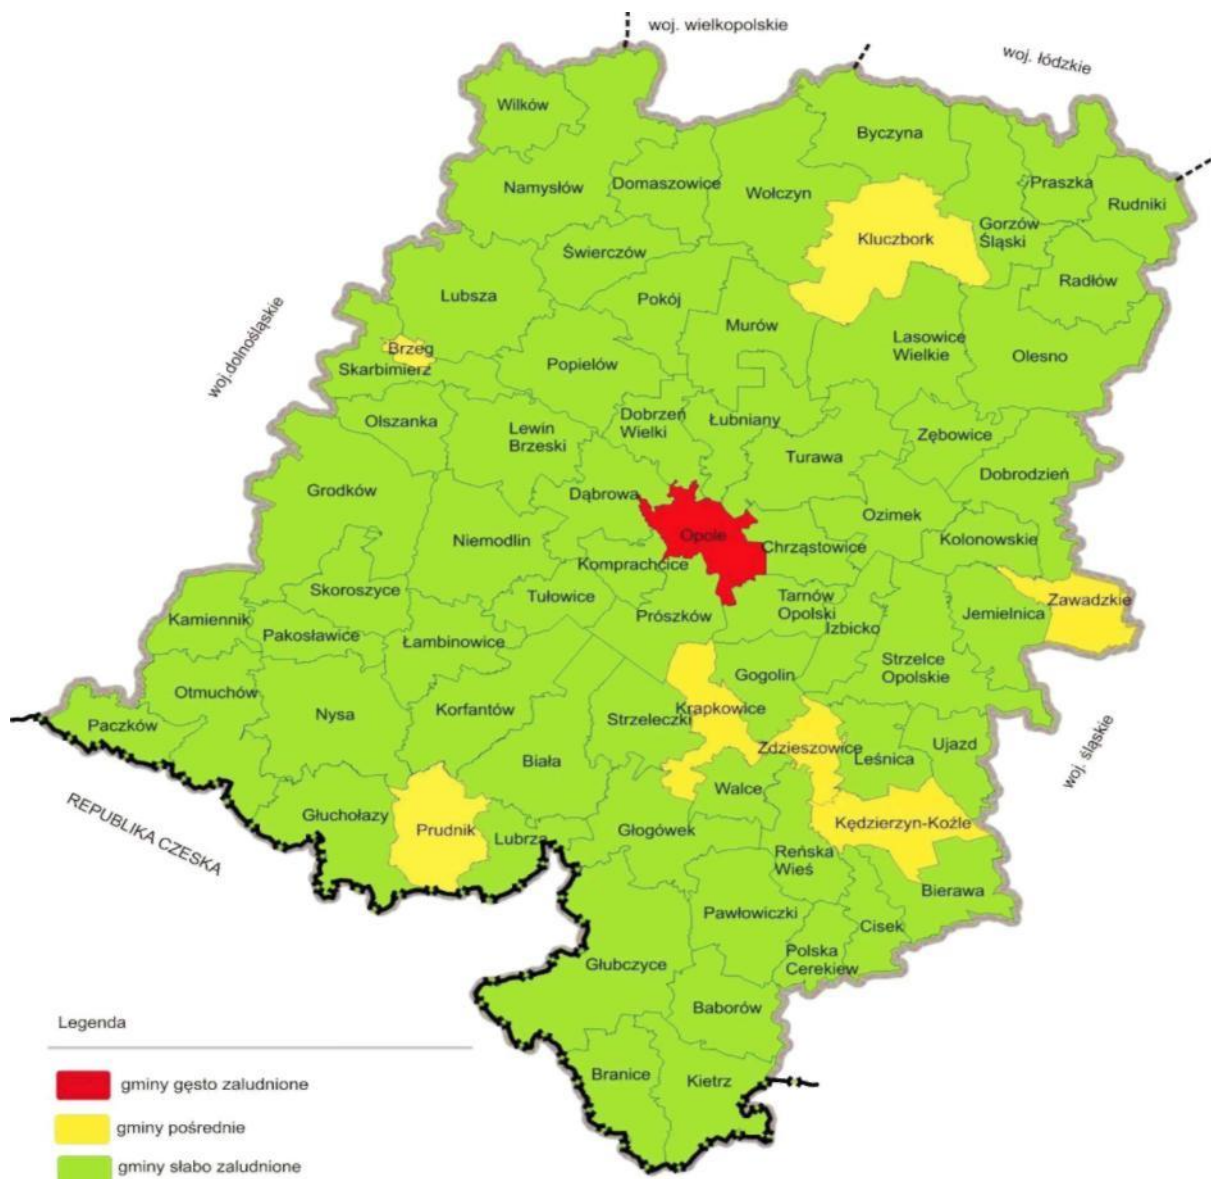 woj. wielkopolskie
woj. łódzkie
Wilków
Byczyna
Namysłów
Domaszowice
Wołczyn
Praszka
Rudniki
Kluczbork
Gorzów
Śląski
Świerczów
Radłów
Lubsza
Pokój
Murów
Lasowice
Wielkie
Olesno
woj.dolnośląskie
Brzeg
Skarbimierz
Popielów
Olszanka
Lewin
Brzeski
Dobrzeń
Wielki
Łubniany
Zębowice
Turawa
Dobrodzień
Grodków
Dąbrowa
Ozimek
Niemodlin
Opole
Chrząstowice
Kolonowskie
Komprachcice
Skoroszyce
Tułowice
Tarnów
Opolski
Zawadzkie
Kamiennik
Pakosławice
Łambinowice
Prószków
Izbicko
Jemielnica
Strzelce
Opolskie
Gogolin
Otmuchów
Paczków
Nysa
Korfantów
Strzeleczki
Krapkowice
Zdzieszowice
Leśnica
Ujazd
woj. śląskie
Biała
Walce
REPUBLIKA CZESKA
Głuchołazy
Prudnik
Lubrza
Głogówek
Kędzierzyn-Koźle
Reńska
Wieś
Bierawa
Pawłowiczki
Cisek
Polska
Cerekiew
Głubczyce
Baborów
Branice
Kietrz
Legenda
gminy gęsto zaludnione
gminy pośrednie
gminy słabo zaludnione